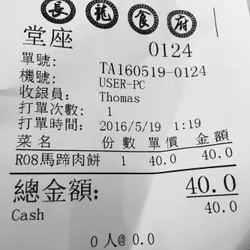 長龍食府
堂座 0124
單號: TA160519-0124
機號: USER-PC
收銀員: Thomas
打單次數: 1
打單時間: 2016/5/19 1:19
菜名 份數 單價 金額
R08馬蹄肉餅 1 40.0 40.0
總金額: 40.0
Cash 40.0
0 人@ 0.0